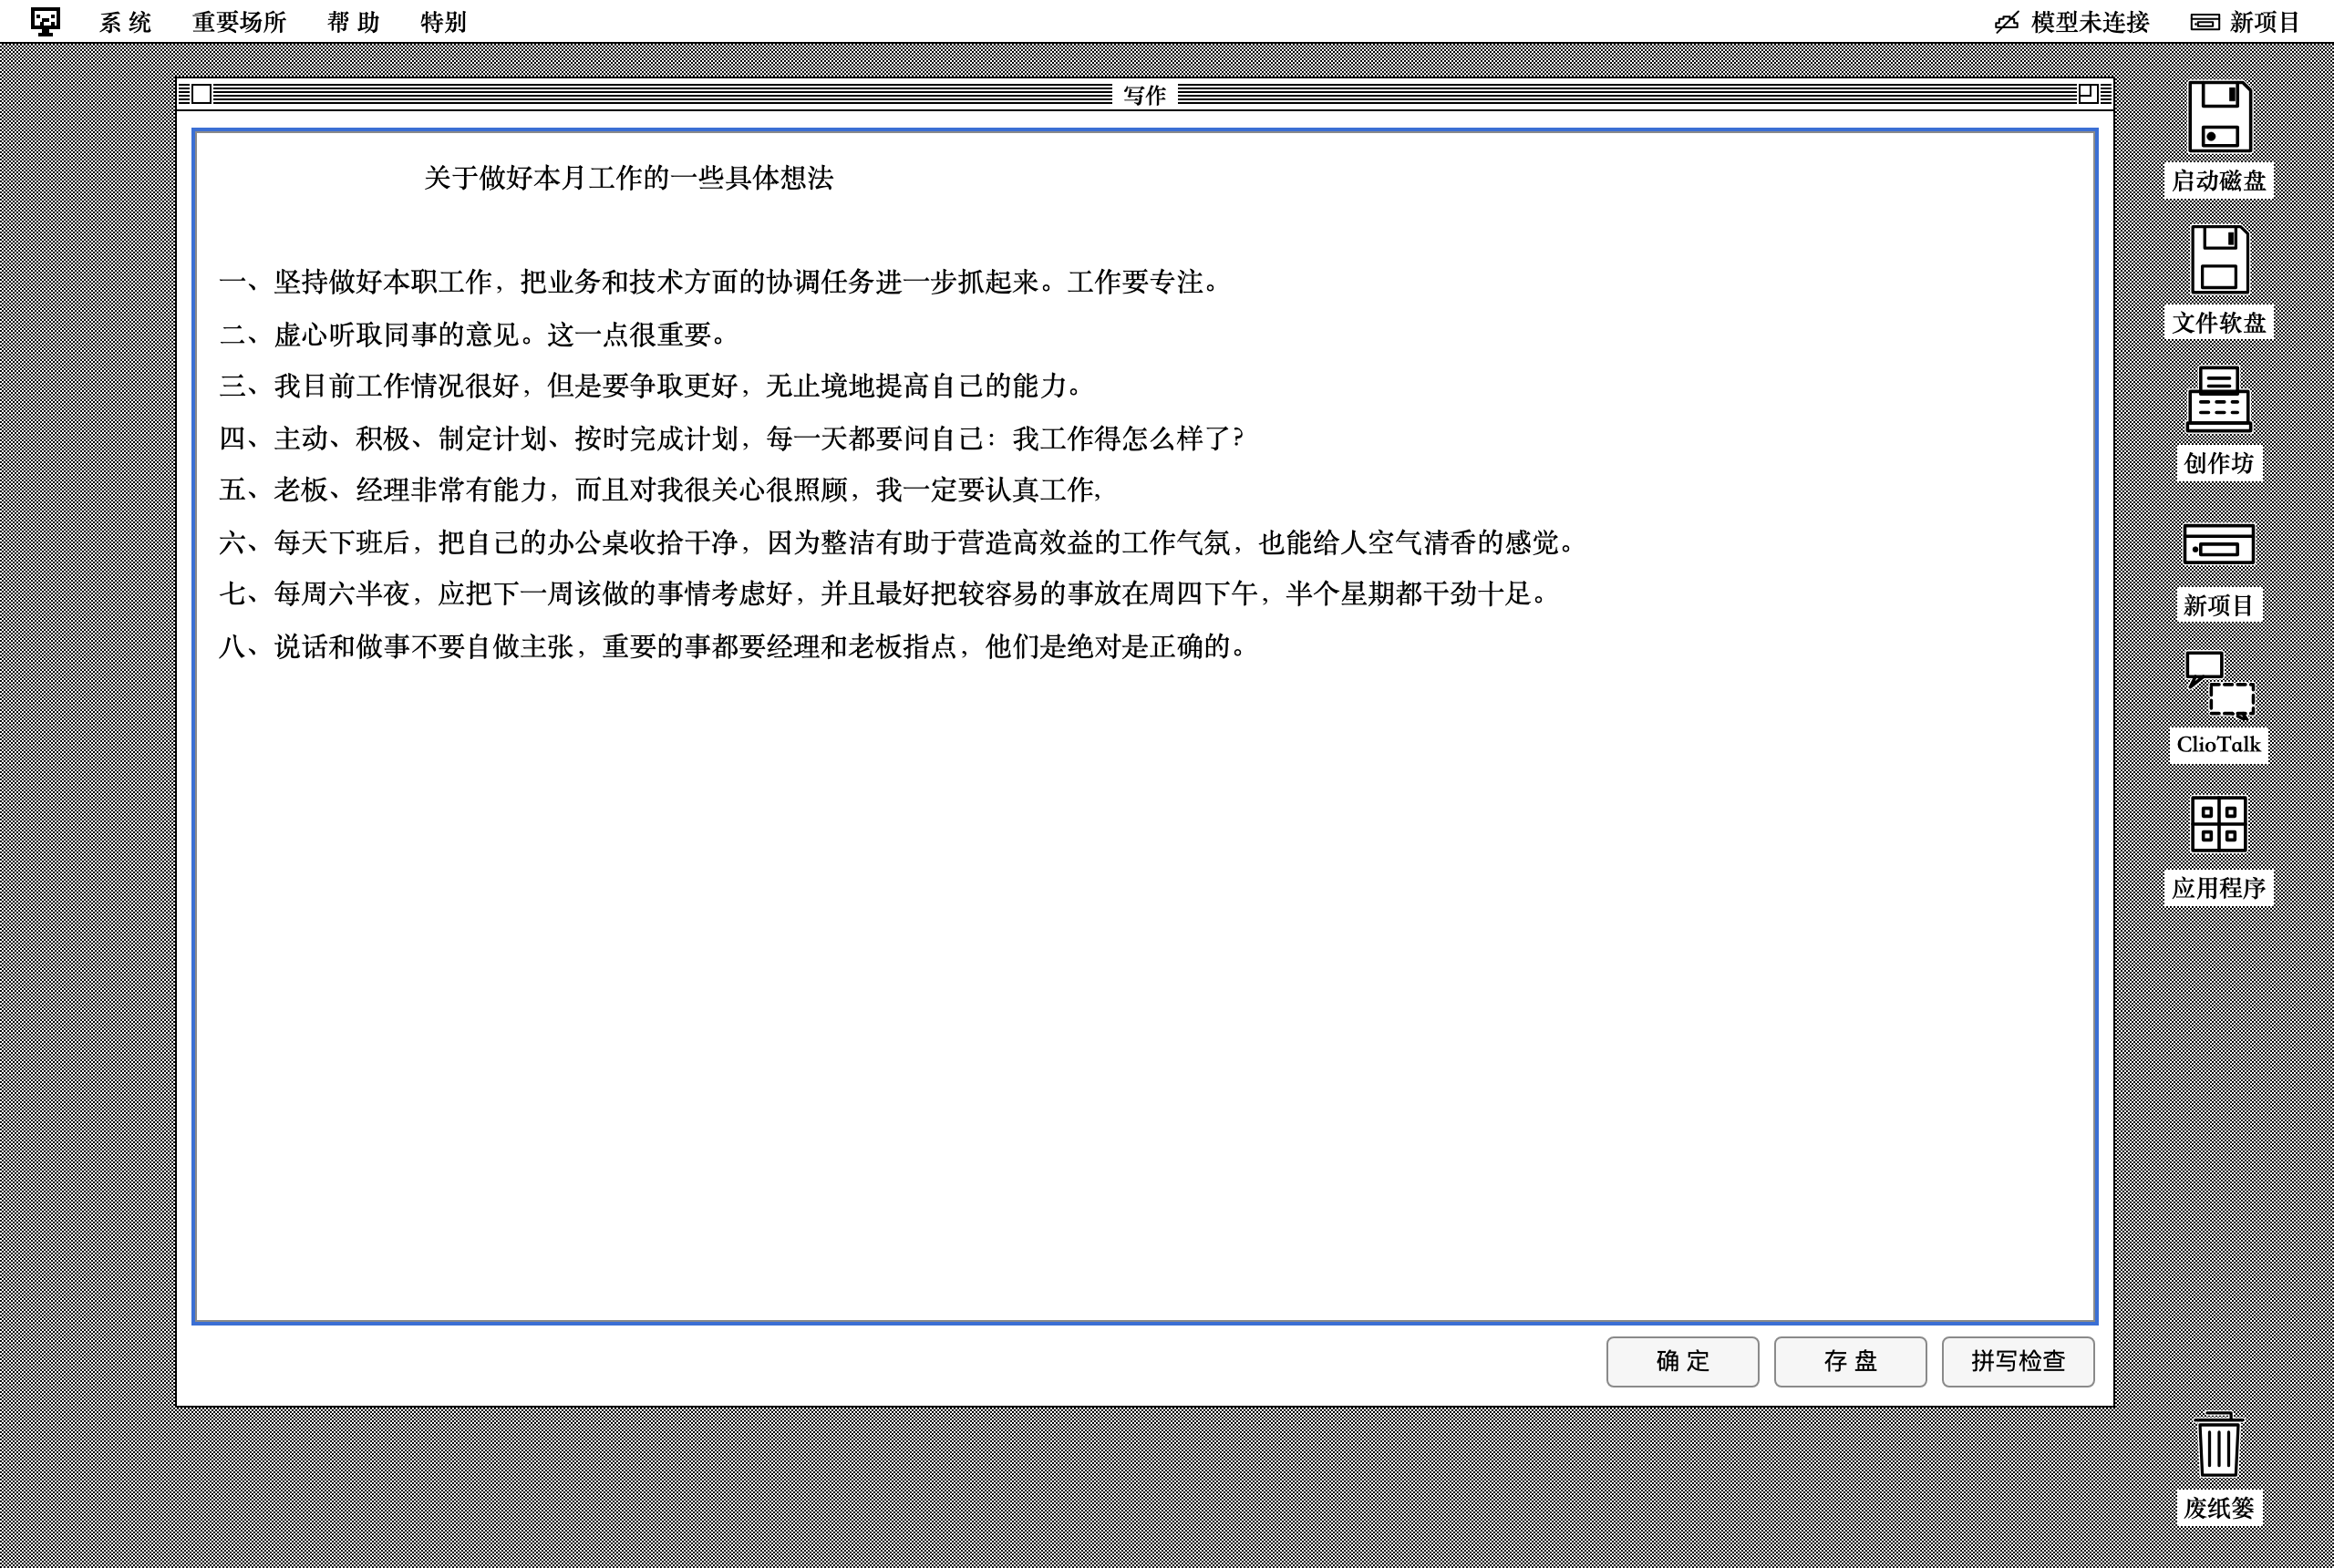 系 统 重要场所 帮 助 特别 模型未连接 新项目
写作
关于做好本月工作的一些具体想法
一、坚持做好本职工作，把业务和技术方面的协调任务进一步抓起来。工作要专注。
二、虚心听取同事的意见。这一点很重要。
三、我目前工作情况很好，但是要争取更好，无止境地提高自己的能力。
四、主动、积极、制定计划、按时完成计划，每一天都要问自己：我工作得怎么样了？
五、老板、经理非常有能力，而且对我很关心很照顾，我一定要认真工作,
六、每天下班后，把自己的办公桌收拾干净，因为整洁有助于营造高效益的工作气氛，也能给人空气清香的感觉。
七、每周六半夜，应把下一周该做的事情考虑好，并且最好把较容易的事放在周四下午，半个星期都干劲十足。
八、说话和做事不要自做主张，重要的事都要经理和老板指点，他们是绝对是正确的。
确 定 存 盘 拼写检查
启动磁盘
文件软盘
创作坊
新项目
ClioTalk
应用程序
废纸篓